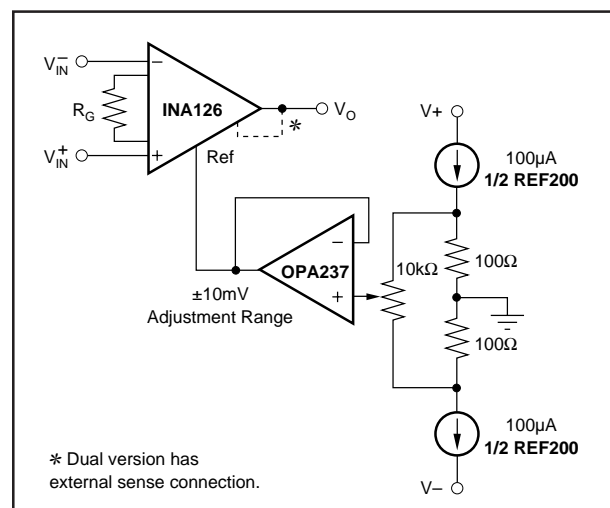 V−IN
−
INA126
RG
VO
*
V+IN
+
Ref
V+
100µA
1/2 REF200
−
OPA237
+
10kΩ
100Ω
±10mV
Adjustment Range
100Ω
100µA
1/2 REF200
* Dual version has
external sense connection.
V–